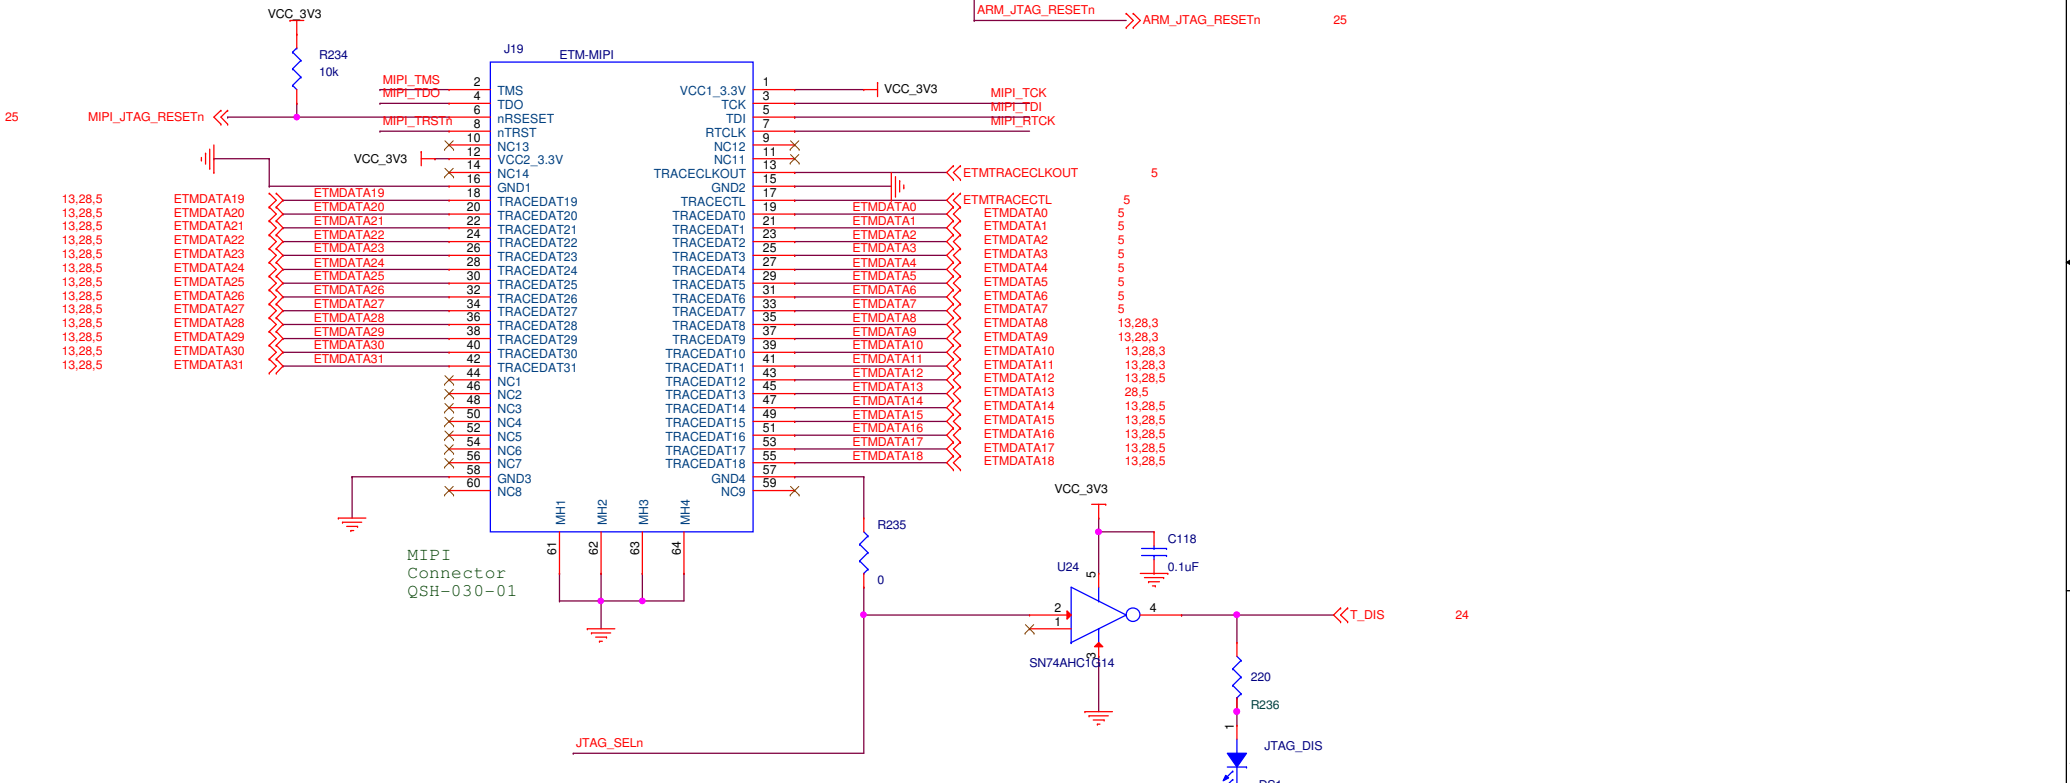 VCC_3V3
ARM_JTAG_RESETn
ARM_JTAG_RESETn 25
R234
10k
J19
ETM-MIPI
25 MIPI_JTAG_RESETn
MIPI_TMS 2 TMS VCC1_3.3V 1 VCC_3V3
MIPI_TDO 4 TDO TCK 3 MIPI_TCK
6 nRSESET TDI 5 MIPI_TDI
MIPI_TRSTn 8 nTRST RTCLK 7 MIPI_RTCK
10 NC13 NC12 9
VCC_3V3 12 VCC2_3.3V NC11 11
14 NC14 TRACECLKOUT 13 ETMTRACECLKOUT 5
16 GND1 GND2 15
13,28,5 ETMDATA19 ETMDATA19 18 TRACEDAT19 TRACECTL 17 ETMTRACECTL 5
13,28,5 ETMDATA20 ETMDATA20 20 TRACEDAT20 TRACEDAT0 19 ETMDATA0 ETMDATA0 5
13,28,5 ETMDATA21 ETMDATA21 22 TRACEDAT21 TRACEDAT1 21 ETMDATA1 ETMDATA1 5
13,28,5 ETMDATA22 ETMDATA22 24 TRACEDAT22 TRACEDAT2 23 ETMDATA2 ETMDATA2 5
13,28,5 ETMDATA23 ETMDATA23 26 TRACEDAT23 TRACEDAT3 25 ETMDATA3 ETMDATA3 5
13,28,5 ETMDATA24 ETMDATA24 28 TRACEDAT24 TRACEDAT4 27 ETMDATA4 ETMDATA4 5
13,28,5 ETMDATA25 ETMDATA25 30 TRACEDAT25 TRACEDAT5 29 ETMDATA5 ETMDATA5 5
13,28,5 ETMDATA26 ETMDATA26 32 TRACEDAT26 TRACEDAT6 31 ETMDATA6 ETMDATA6 5
13,28,5 ETMDATA27 ETMDATA27 34 TRACEDAT27 TRACEDAT7 33 ETMDATA7 ETMDATA7 5
13,28,5 ETMDATA28 ETMDATA28 36 TRACEDAT28 TRACEDAT8 35 ETMDATA8 ETMDATA8 13,28,3
13,28,5 ETMDATA29 ETMDATA29 38 TRACEDAT29 TRACEDAT9 37 ETMDATA9 ETMDATA9 13,28,3
13,28,5 ETMDATA30 ETMDATA30 40 TRACEDAT30 TRACEDAT10 39 ETMDATA10 ETMDATA10 13,28,3
13,28,5 ETMDATA31 ETMDATA31 42 TRACEDAT31 TRACEDAT11 41 ETMDATA11 ETMDATA11 13,28,3
44 NC1 TRACEDAT12 43 ETMDATA12 ETMDATA12 13,28,5
46 NC2 TRACEDAT13 45 ETMDATA13 ETMDATA13 28,5
48 NC3 TRACEDAT14 47 ETMDATA14 ETMDATA14 13,28,5
50 NC4 TRACEDAT15 49 ETMDATA15 ETMDATA15 13,28,5
52 NC5 TRACEDAT16 51 ETMDATA16 ETMDATA16 13,28,5
54 NC6 TRACEDAT17 53 ETMDATA17 ETMDATA17 13,28,5
56 NC7 TRACEDAT18 55 ETMDATA18 ETMDATA18 13,28,5
58 GND3 GND4 57
60 NC8 NC9 59
MH1 MH2 MH3 MH4
61 62 63 64
MIPI
Connector
QSH-030-01
R235
0
VCC_3V3
C118
0.1uF
U24
5
2
1
4
3
SN74AHC1G14
T_DIS 24
220
R236
1
JTAG_SELn
JTAG_DIS